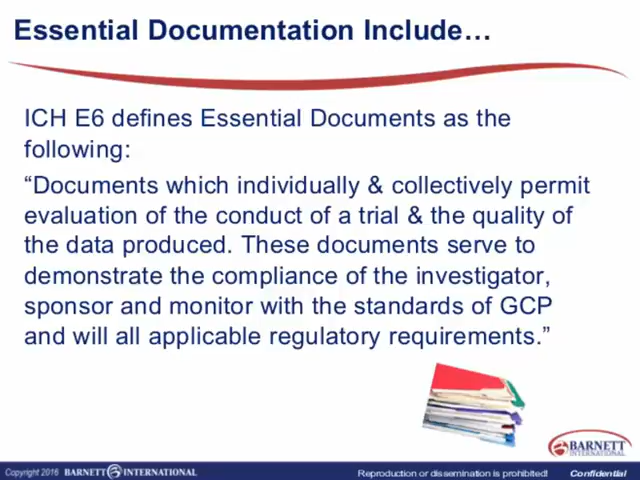 Essential Documentation Include…
ICH E6 defines Essential Documents as the
following:
“Documents which individually & collectively permit
evaluation of the conduct of a trial & the quality of
the data produced. These documents serve to
demonstrate the compliance of the investigator,
sponsor and monitor with the standards of GCP
and will all applicable regulatory requirements.”
BARNETT
INTERNATIONAL
Copyright 2016 BARNETT INTERNATIONAL
Reproduction or dissemination is prohibited! Confidential